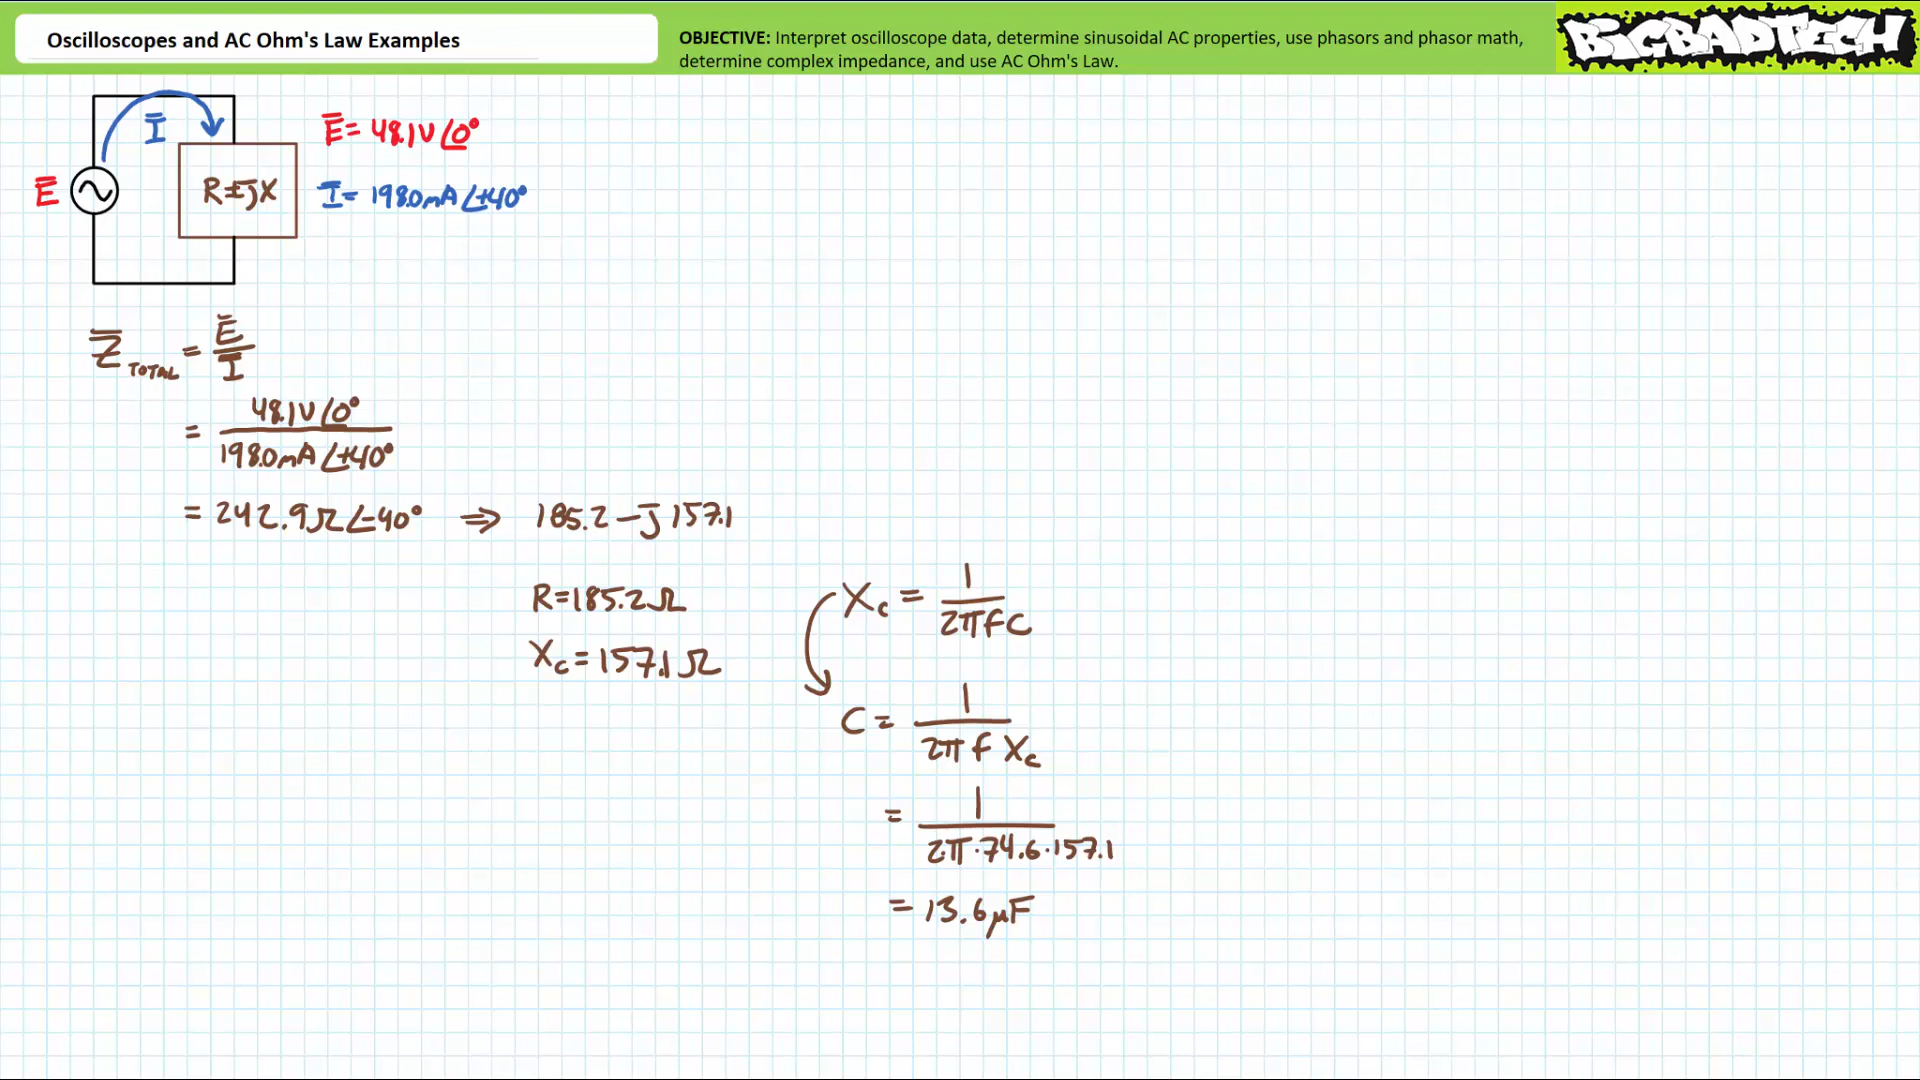 Oscilloscopes and AC Ohm's Law Examples
OBJECTIVE: Interpret oscilloscope data, determine sinusoidal AC properties, use phasors and phasor math,
determine complex impedance, and use AC Ohm's Law.
BIGBADTECH
Ī
Ē
R±jX
Ē= 48.1V∠0°
Ī= 198.0mA∠+40°
Z̄TOTAL = Ē/Ī
= 48.1V∠0° / 198.0mA∠+40°
= 242.9Ω∠-40° ⇒ 185.2-j157.1
R=185.2Ω
Xc=157.1Ω
Xc = 1/2πfC
C = 1/2πf Xc
= 1/2π·74.6·157.1
= 13.6µF